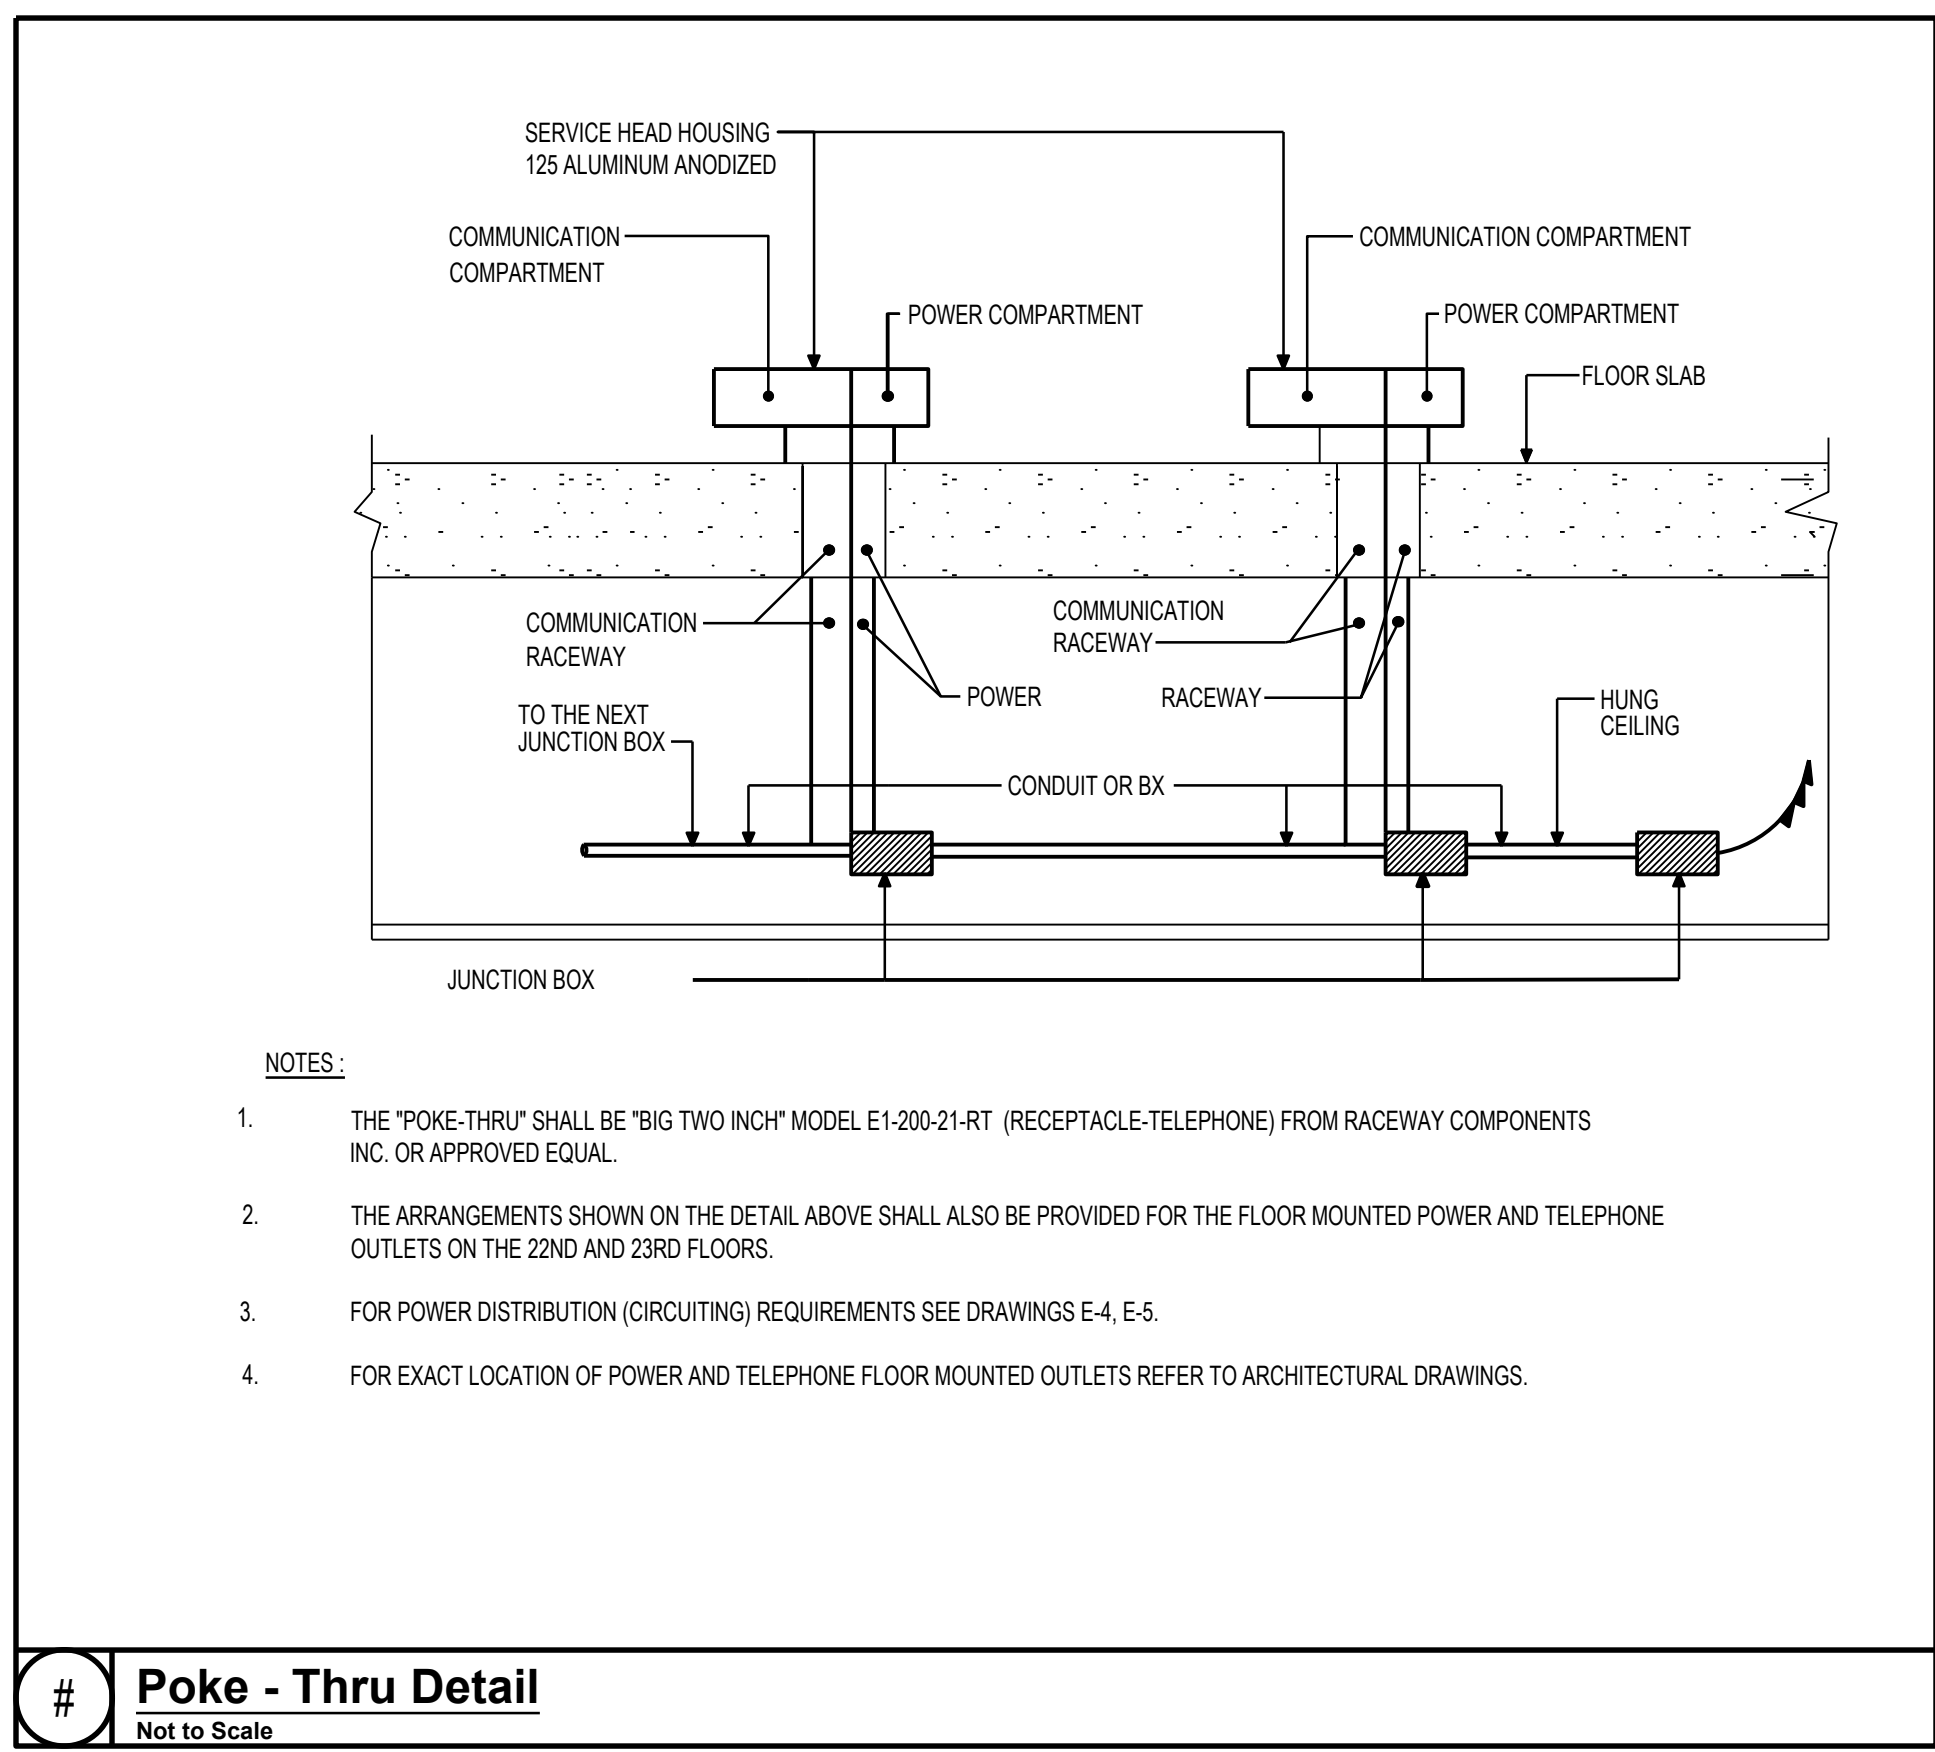 SERVICE HEAD HOUSING
125 ALUMINUM ANODIZED
COMMUNICATION
COMPARTMENT
COMMUNICATION COMPARTMENT
POWER COMPARTMENT
POWER COMPARTMENT
FLOOR SLAB
COMMUNICATION
RACEWAY
COMMUNICATION
RACEWAY
POWER
RACEWAY
TO THE NEXT
JUNCTION BOX
HUNG
CEILING
CONDUIT OR BX
JUNCTION BOX
NOTES :
1. THE "POKE-THRU" SHALL BE "BIG TWO INCH" MODEL E1-200-21-RT (RECEPTACLE-TELEPHONE) FROM RACEWAY COMPONENTS
INC. OR APPROVED EQUAL.
2. THE ARRANGEMENTS SHOWN ON THE DETAIL ABOVE SHALL ALSO BE PROVIDED FOR THE FLOOR MOUNTED POWER AND TELEPHONE
OUTLETS ON THE 22ND AND 23RD FLOORS.
3. FOR POWER DISTRIBUTION (CIRCUITING) REQUIREMENTS SEE DRAWINGS E-4, E-5.
4. FOR EXACT LOCATION OF POWER AND TELEPHONE FLOOR MOUNTED OUTLETS REFER TO ARCHITECTURAL DRAWINGS.
# Poke - Thru Detail
Not to Scale